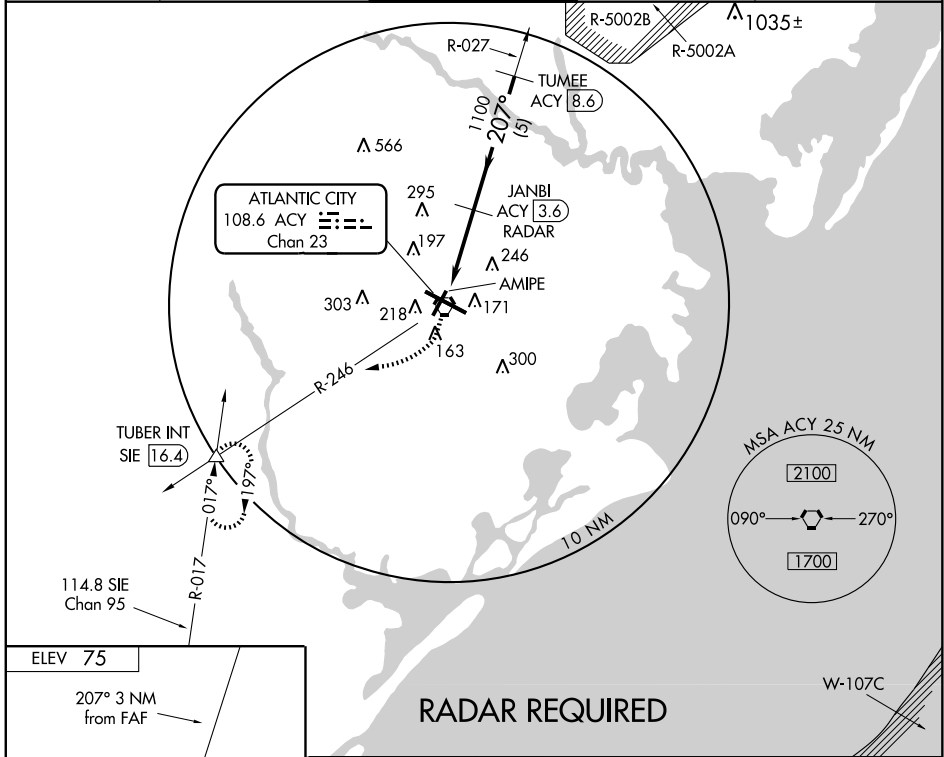 R-5002B
1035±
R-5002A
R-027
TUMEE
ACY 8.6
1100
207°
(5)
566
ATLANTIC CITY
108.6 ACY
Chan 23
295
JANBI
ACY 3.6
RADAR
197
246
AMIPE
303
218
171
163
300
R-246
TUBER INT
SIE 16.4
017°
197°
R-017
114.8 SIE
Chan 95
10 NM
MSA ACY 25 NM
2100
090°
270°
1700
ELEV 75
207° 3 NM
from FAF
RADAR REQUIRED
W-107C